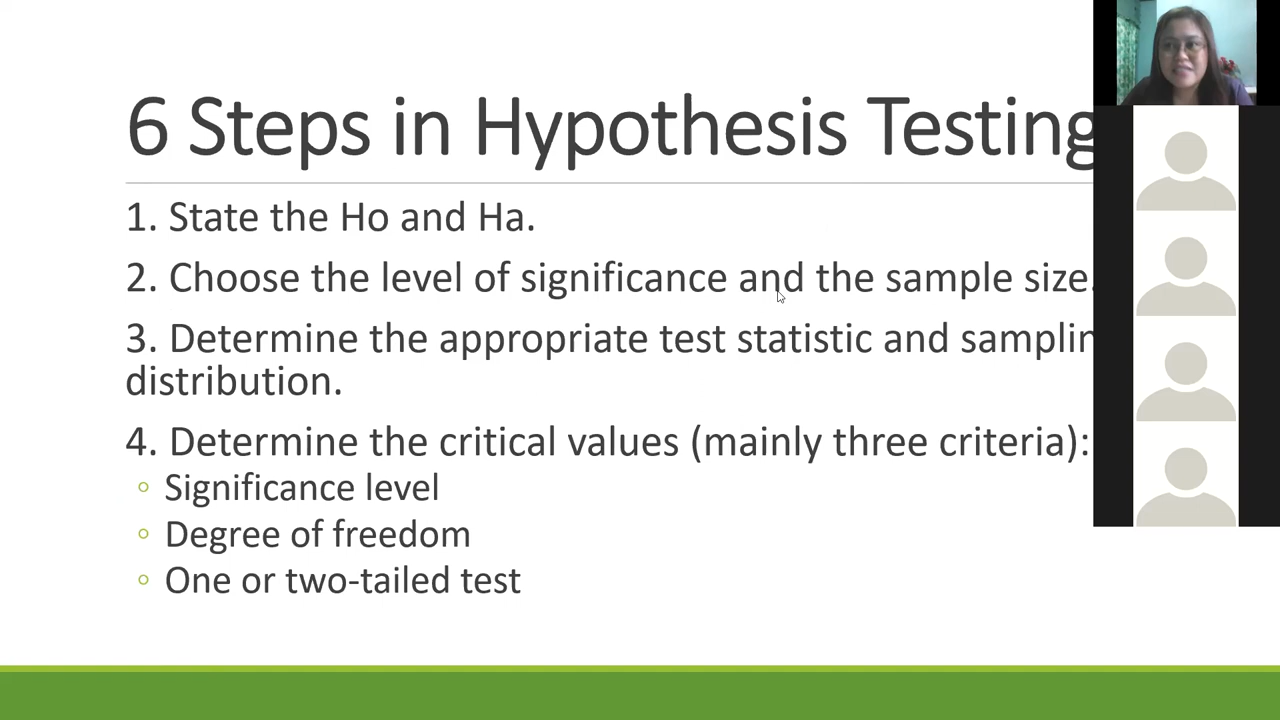 6 Steps in Hypothesis Testing
1. State the Ho and Ha.
2. Choose the level of significance and the sample size.
3. Determine the appropriate test statistic and samplin
distribution.
4. Determine the critical values (mainly three criteria):
◦ Significance level
◦ Degree of freedom
◦ One or two-tailed test